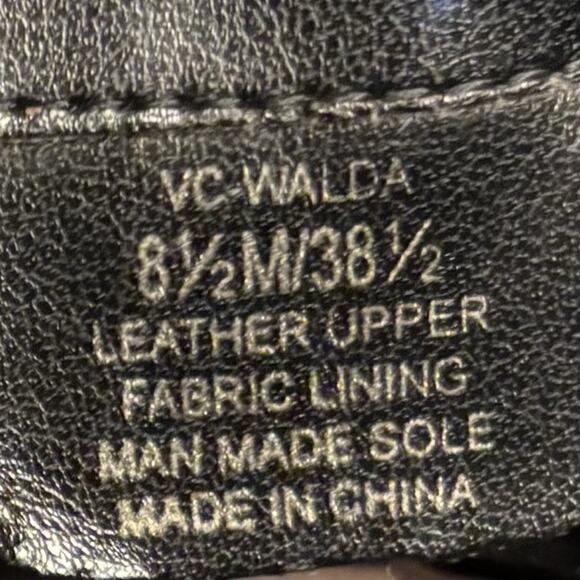 VC-WALDA
8½M/38½
LEATHER UPPER
FABRIC LINING
MAN MADE SOLE
MADE IN CHINA